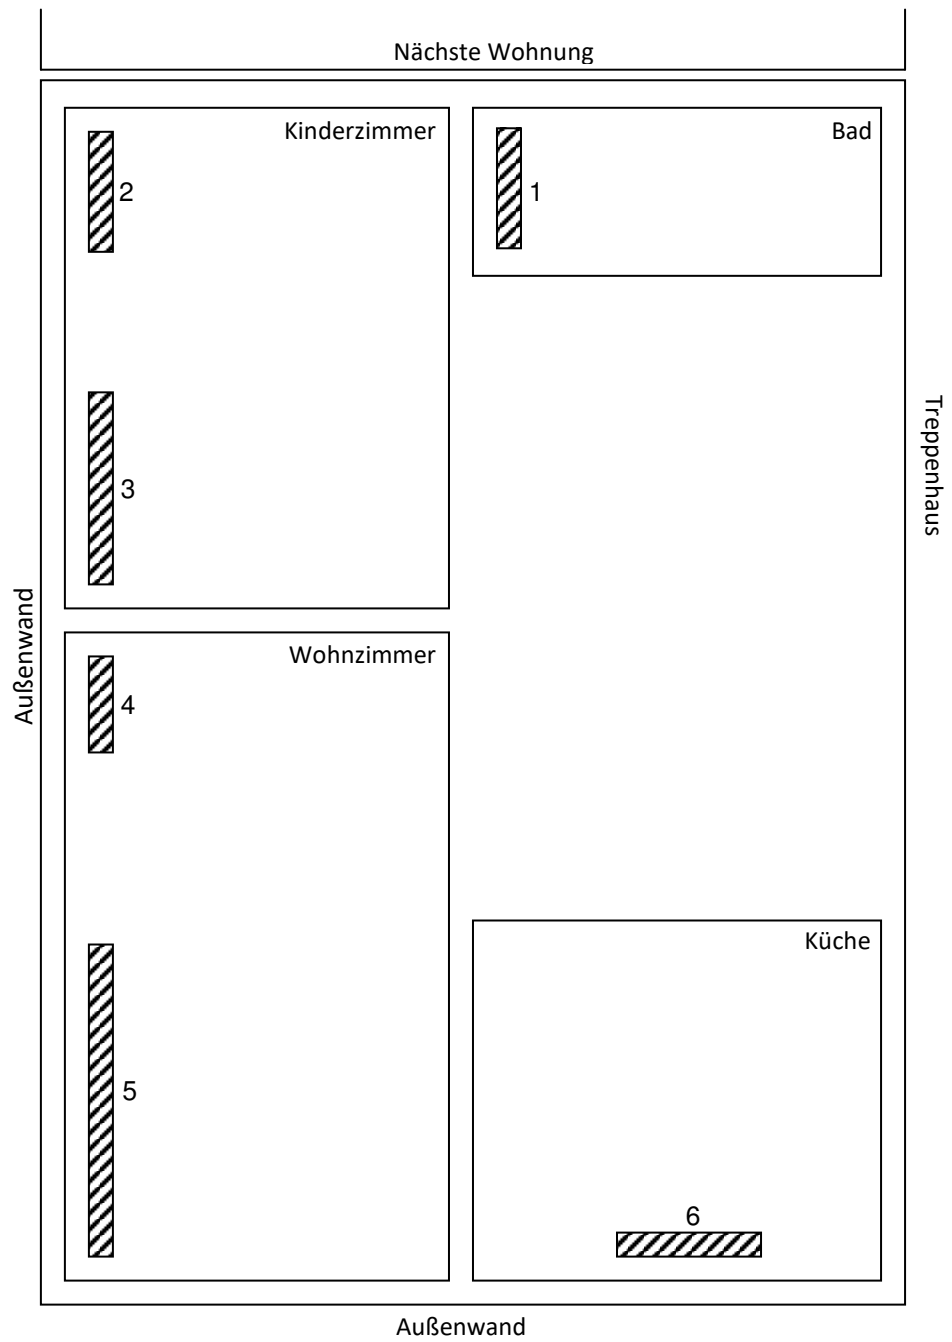 Nächste Wohnung
Kinderzimmer
Bad
2
1
Treppenhaus
3
Außenwand
Wohnzimmer
4
Küche
5
6
Außenwand